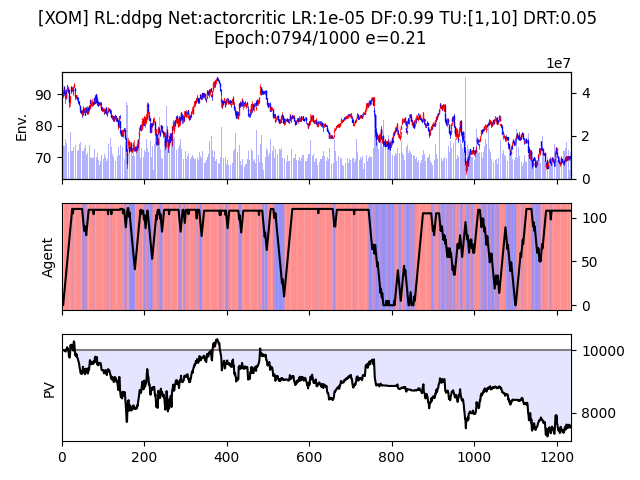 [XOM] RL:ddpg Net:actorcritic LR:1e-05 DF:0.99 TU:[1,10] DRT:0.05
Epoch:0794/1000 e=0.21
1e7
Env.
90
80
70
4
2
0
Agent
100
50
0
PV
10000
8000
0 200 400 600 800 1000 1200